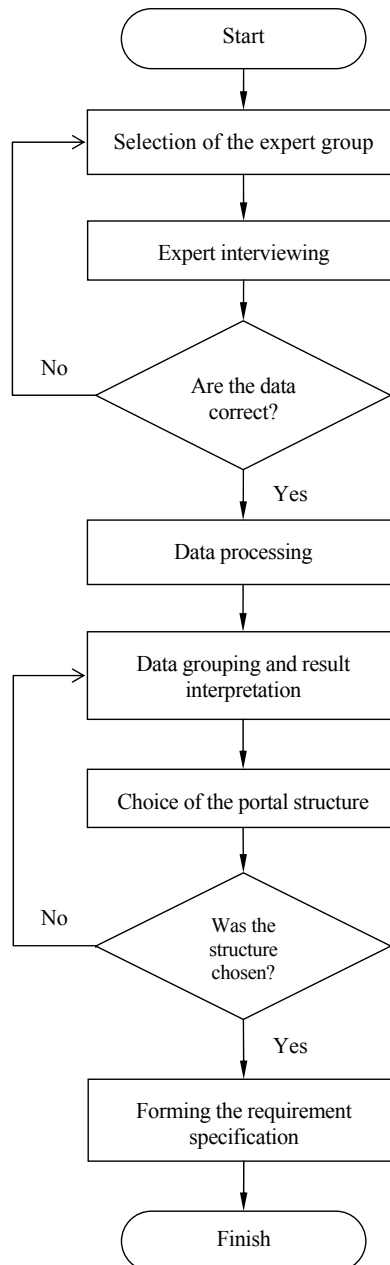 Start
Selection of the expert group
Expert interviewing
No
Are the data
correct?
Yes
Data processing
Data grouping and result
interpretation
Choice of the portal structure
No
Was the
structure
chosen?
Yes
Forming the requirement
specification
Finish